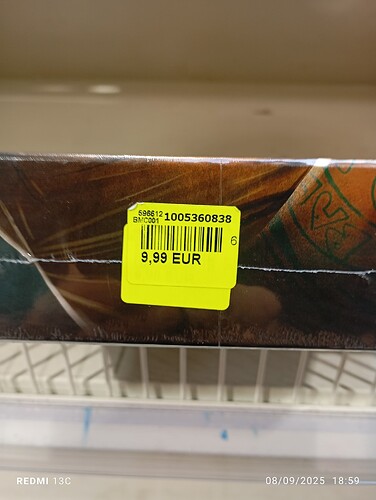 596612
BMC001 1005360838
6
9,99 EUR
REDMI 13C
08/09/2025 18:59